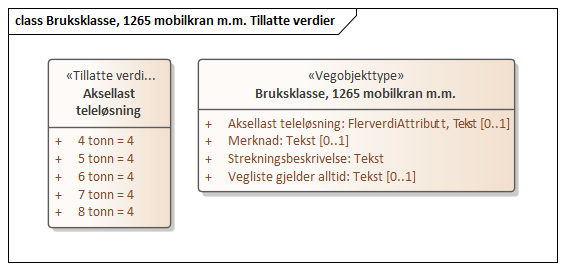 class Bruksklasse, 1265 mobilkran m.m. Tillatte verdier
«Tillatte verdi...
Aksellast
teleløsning
+ 4 tonn = 4
+ 5 tonn = 4
+ 6 tonn = 4
+ 7 tonn = 4
+ 8 tonn = 4
«Vegobjekttype»
Bruksklasse, 1265 mobilkran m.m.
+ Aksellast teleløsning: FlerverdiAttributt, Tekst [0..1]
+ Merknad: Tekst [0..1]
+ Strekningsbeskrivelse: Tekst
+ Vegliste gjelder alltid: Tekst [0..1]